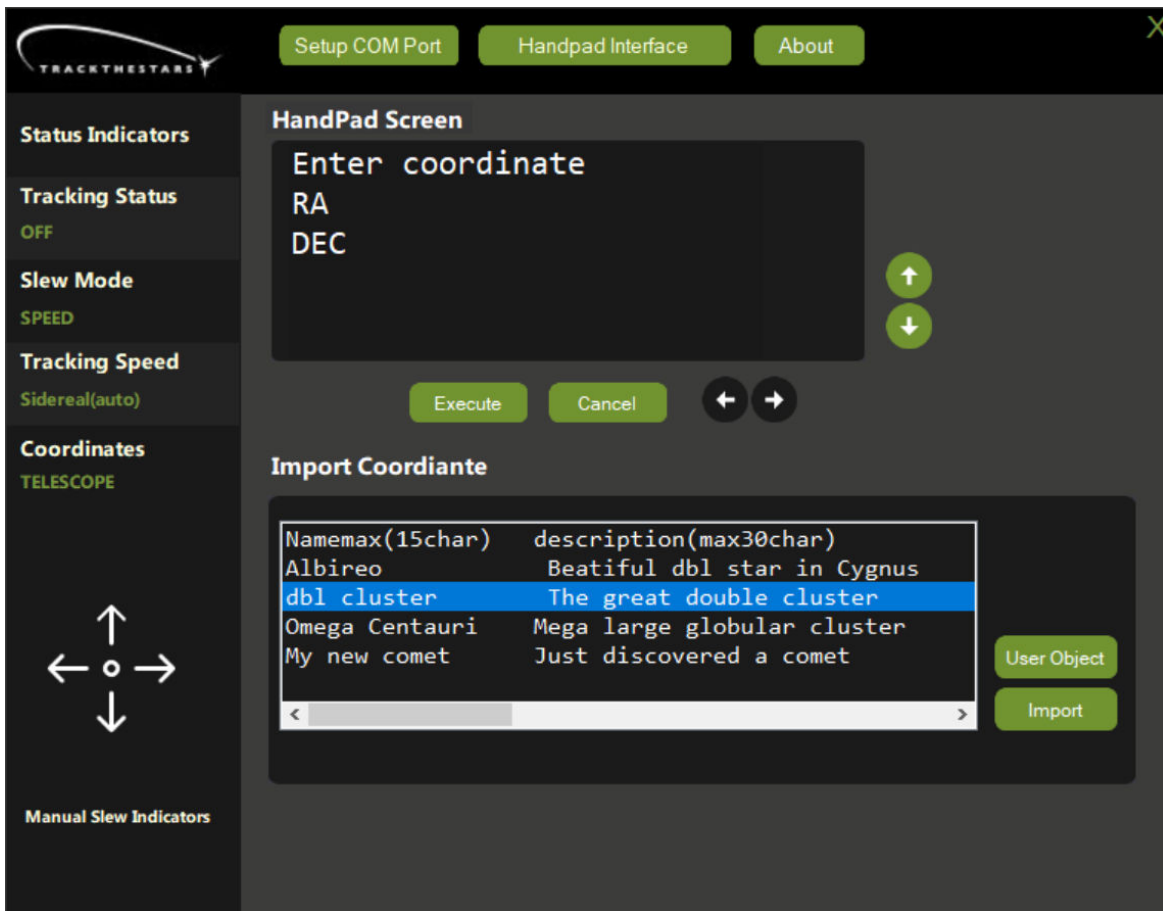 TRACKTHESTARS
Setup COM Port
Handpad Interface
About
X
Status Indicators
Tracking Status
OFF
Slew Mode
SPEED
Tracking Speed
Sidereal(auto)
Coordinates
TELESCOPE
Manual Slew Indicators
HandPad Screen
Enter coordinate
RA
DEC
Execute
Cancel
Import Coordiante
Namemax(15char) description(max30char)
Albireo Beatiful dbl star in Cygnus
dbl cluster The great double cluster
Omega Centauri Mega large globular cluster
My new comet Just discovered a comet
User Object
Import